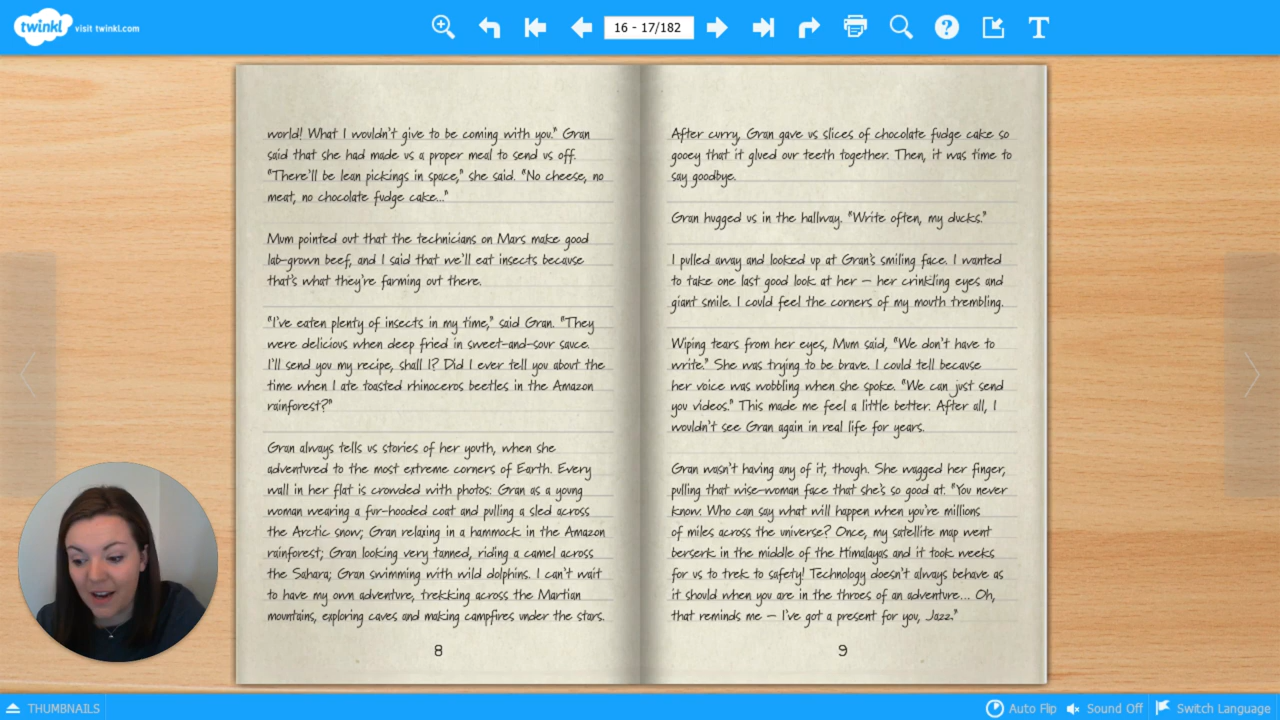 twinkl visit twinkl.com
16 - 17/182
world! What I wouldn't give to be coming with you." Gran
said that she had made us a proper meal to send us off.
"There'll be lean pickings in space," she said. "No cheese, no
meat, no chocolate fudge cake..."
Mum pointed out that the technicians on Mars make good
lab-grown beef, and I said that we'll eat insects because
that's what they're farming out there.
"I've eaten plenty of insects in my time," said Gran. "They
were delicious when deep fried in sweet-and-sour sauce.
I'll send you my recipe, shall I? Did I ever tell you about the
time when I ate toasted rhinoceros beetles in the Amazon
rainforest?"
Gran always tells us stories of her youth, when she
adventured to the most extreme corners of Earth. Every
wall in her flat is crowded with photos: Gran as a young
woman wearing a fur-hooded coat and pulling a sled across
the Arctic snow; Gran relaxing in a hammock in the Amazon
rainforest; Gran looking very tanned, riding a camel across
the Sahara; Gran swimming with wild dolphins. I can't wait
to have my own adventure, trekking across the Martian
mountains, exploring caves and making campfires under the stars.
8
After curry, Gran gave us slices of chocolate fudge cake so
gooey that it glued our teeth together. Then, it was time to
say goodbye.
Gran hugged us in the hallway. "Write often, my ducks."
I pulled away and looked up at Gran's smiling face. I wanted
to take one last good look at her – her crinkling eyes and
giant smile. I could feel the corners of my mouth trembling.
Wiping tears from her eyes, Mum said, "We don't have to
write." She was trying to be brave. I could tell because
her voice was wobbling when she spoke. "We can just send
you videos." This made me feel a little better. After all, I
wouldn't see Gran again in real life for years.
Gran wasn't having any of it, though. She wagged her finger,
pulling that wise-woman face that she's so good at. "You never
know. Who can say what will happen when you're millions
of miles across the universe? Once, my satellite map went
berserk in the middle of the Himalayas and it took weeks
for us to trek to safety! Technology doesn't always behave as
it should when you are in the throes of an adventure... Oh,
that reminds me – I've got a present for you, Jazz."
9
THUMBNAILS
Auto Flip Sound Off Switch Language